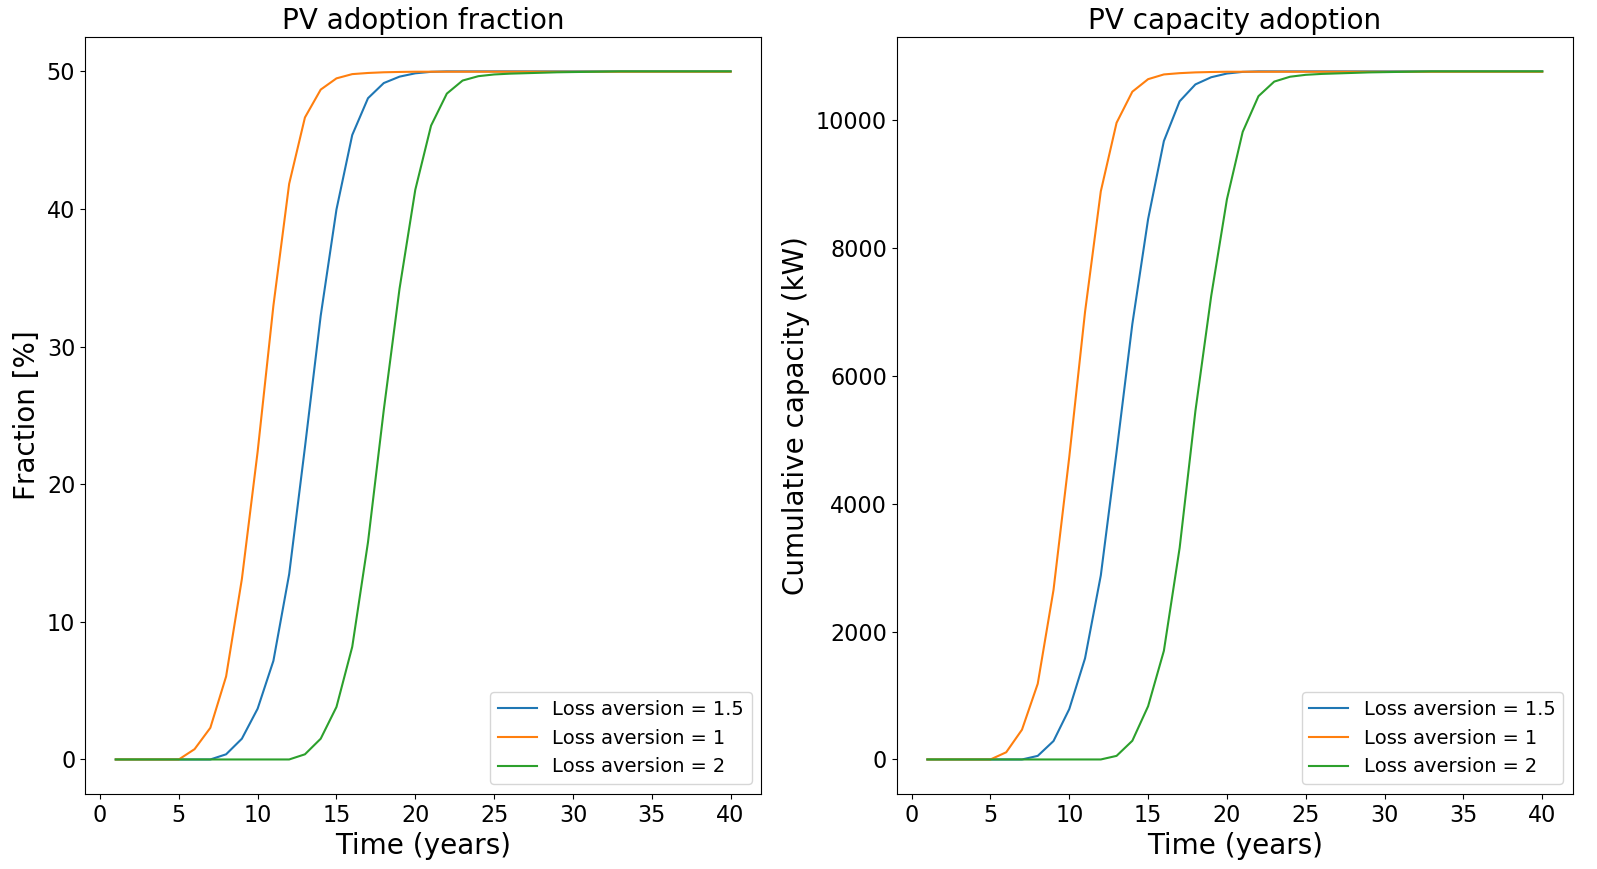 PV adoption fraction
Fraction [%]
50
40
30
20
10
0
0 5 10 15 20 25 30 35 40
Time (years)
Loss aversion = 1.5
Loss aversion = 1
Loss aversion = 2
PV capacity adoption
Cumulative capacity (kW)
10000
8000
6000
4000
2000
0
0 5 10 15 20 25 30 35 40
Time (years)
Loss aversion = 1.5
Loss aversion = 1
Loss aversion = 2